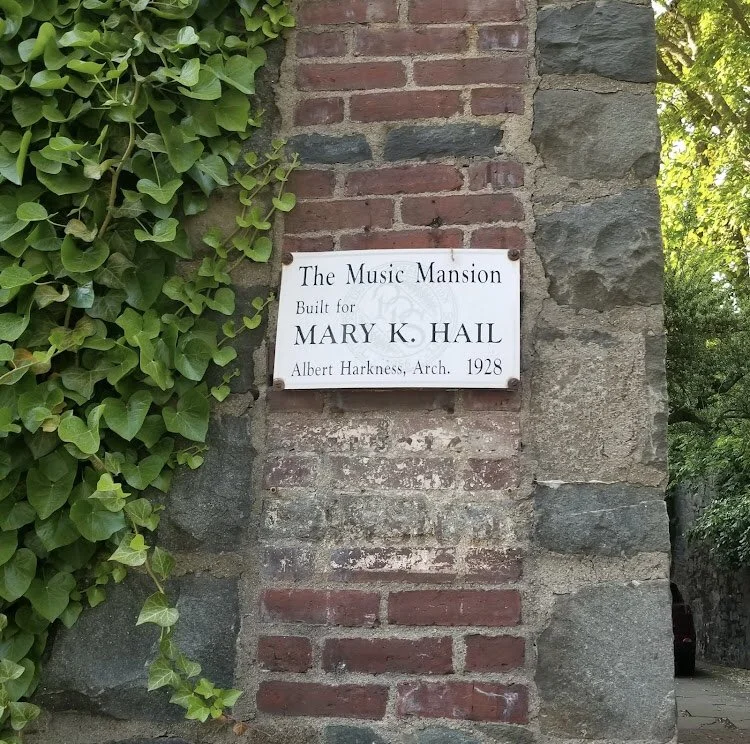 The Music Mansion
Built for
MARY K. HAIL
Albert Harkness, Arch. 1928